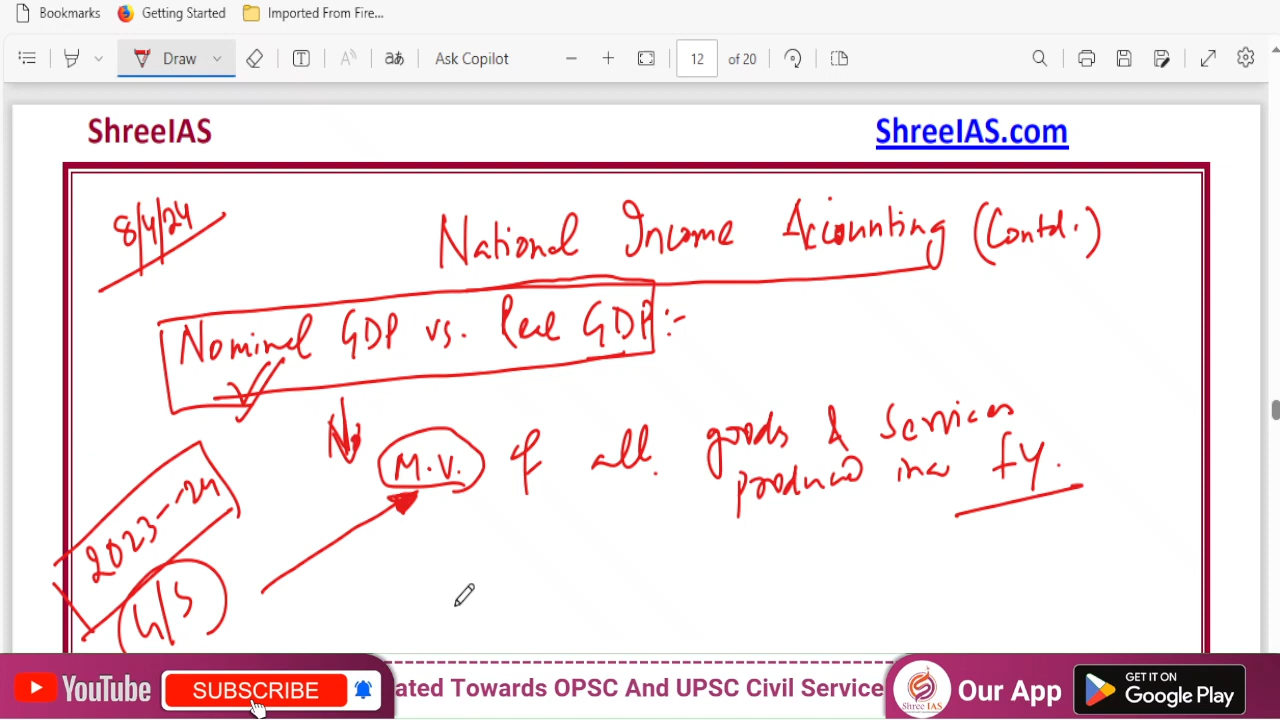 Bookmarks Getting Started Imported From Fire...
Draw Ask Copilot 12 of 20
ShreeIAS ShreeIAS.com
8/4/24
National Income Accounting (Contd.)
Nominal GDP vs. Real GDP :-
M.V. of all goods & services
produced in a FY.
2023-24
G/S
YouTube SUBSCRIBE ated Towards OPSC And UPSC Civil Service Shree IAS Our App GET IT ON Google Play